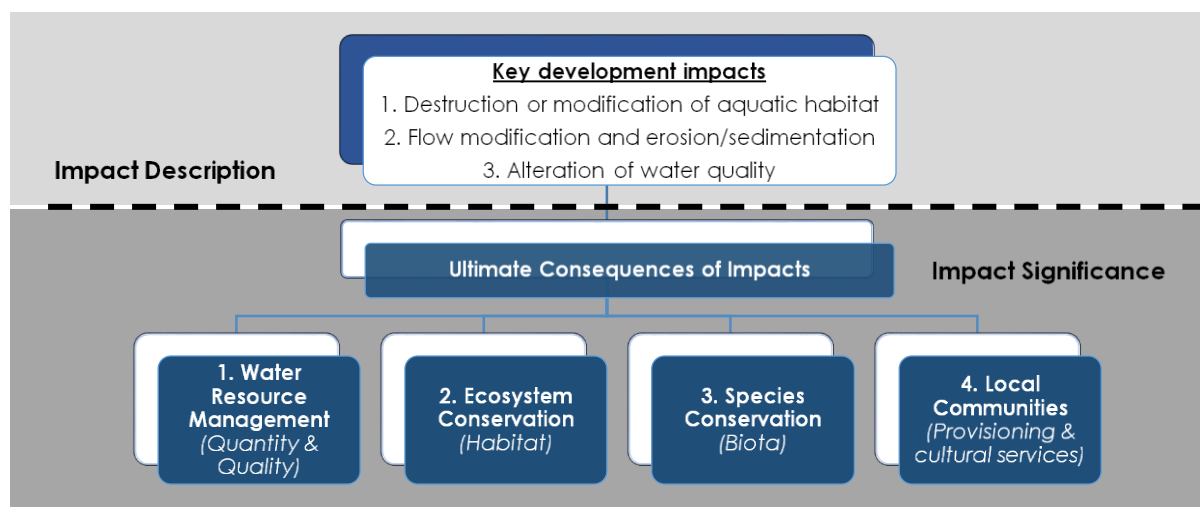 Key development impacts
1. Destruction or modification of aquatic habitat
2. Flow modification and erosion/sedimentation
3. Alteration of water quality
Impact Description
Ultimate Consequences of Impacts
Impact Significance
1. Water
Resource
Management
(Quantity &
Quality)
2. Ecosystem
Conservation
(Habitat)
3. Species
Conservation
(Biota)
4. Local
Communities
(Provisioning &
cultural services)